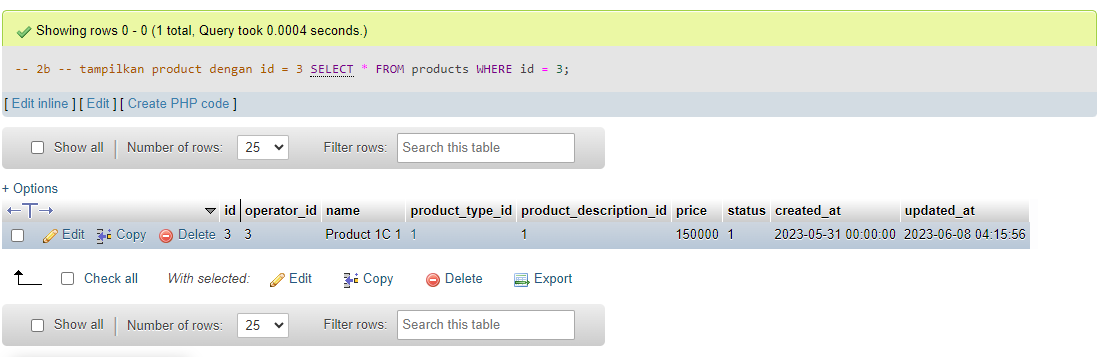 Showing rows 0 - 0 (1 total, Query took 0.0004 seconds.)
-- 2b -- tampilkan product dengan id = 3 SELECT * FROM products WHERE id = 3;
[ Edit inline ] [ Edit ] [ Create PHP code ]
Show all Number of rows: 25 Filter rows: Search this table
+ Options
id operator_id name product_type_id product_description_id price status created_at updated_at
Edit Copy Delete 3 3 Product 1C 1 1 1 150000 1 2023-05-31 00:00:00 2023-06-08 04:15:56
Check all With selected: Edit Copy Delete Export
Show all Number of rows: 25 Filter rows: Search this table